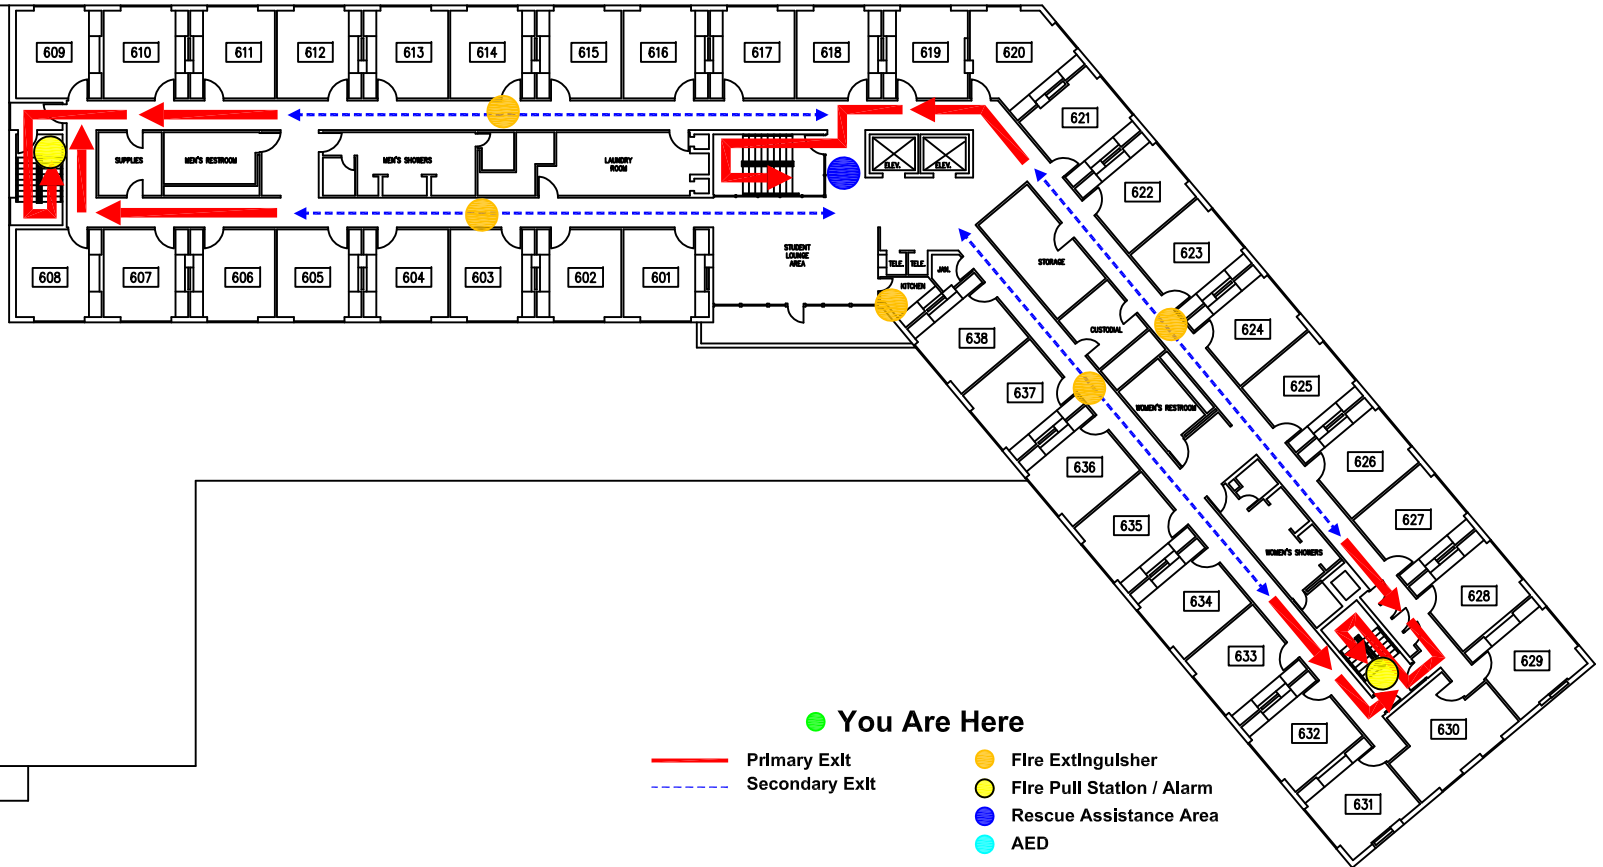 609
610
611
612
613
614
615
616
617
618
619
620
621
622
623
624
625
626
627
628
629
630
631
632
633
634
635
636
637
638
601
602
603
604
605
606
607
608
SUPPLIES
MEN'S RESTROOM
MEN'S SHOWERS
LAUNDRY
ROOM
ELEV.
ELEV.
STUDENT
LOUNGE
AREA
TELE.
TELE.
JAN.
KITCHEN
STORAGE
CUSTODIAL
WOMEN'S RESTROOM
WOMEN'S SHOWERS
You Are Here
Primary Exit
Secondary Exit
Fire Extinguisher
Fire Pull Station / Alarm
Rescue Assistance Area
AED